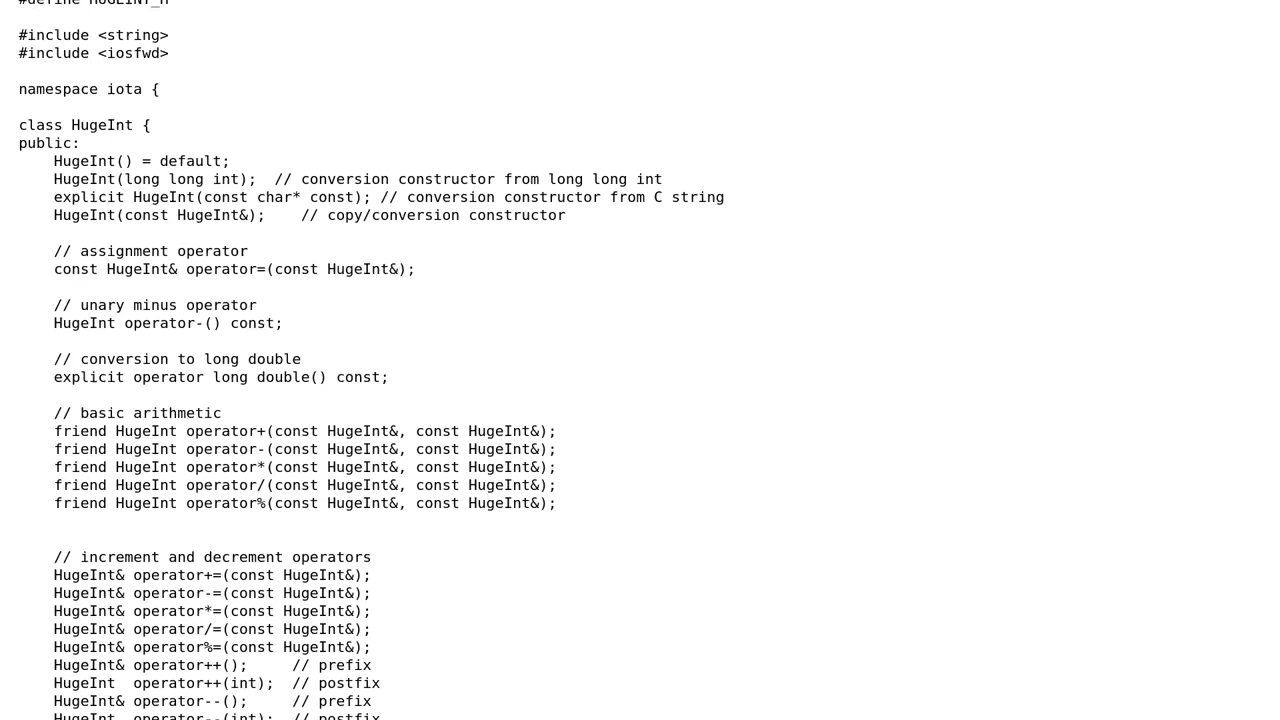 #define HUGEINT_H

#include <string>
#include <iosfwd>

namespace iota {

class HugeInt {
public:
    HugeInt() = default;
    HugeInt(long long int);  // conversion constructor from long long int
    explicit HugeInt(const char* const); // conversion constructor from C string
    HugeInt(const HugeInt&);    // copy/conversion constructor

    // assignment operator
    const HugeInt& operator=(const HugeInt&);

    // unary minus operator
    HugeInt operator-() const;

    // conversion to long double
    explicit operator long double() const;

    // basic arithmetic
    friend HugeInt operator+(const HugeInt&, const HugeInt&);
    friend HugeInt operator-(const HugeInt&, const HugeInt&);
    friend HugeInt operator*(const HugeInt&, const HugeInt&);
    friend HugeInt operator/(const HugeInt&, const HugeInt&);
    friend HugeInt operator%(const HugeInt&, const HugeInt&);


    // increment and decrement operators
    HugeInt& operator+=(const HugeInt&);
    HugeInt& operator-=(const HugeInt&);
    HugeInt& operator*=(const HugeInt&);
    HugeInt& operator/=(const HugeInt&);
    HugeInt& operator%=(const HugeInt&);
    HugeInt& operator++();     // prefix
    HugeInt  operator++(int);  // postfix
    HugeInt& operator--();     // prefix
    HugeInt  operator--(int);  // postfix